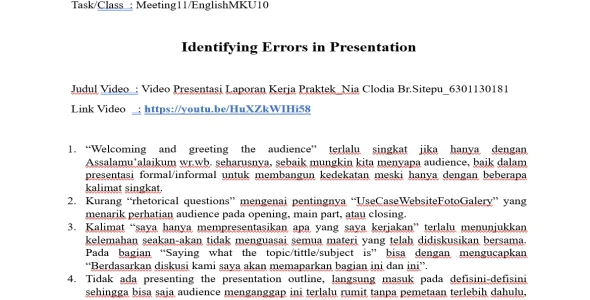 Task/Class : Meeting11/EnglishMKU10
Identifying Errors in Presentation
Judul Video : Video Presentasi Laporan Kerja Praktek_Nia Clodia Br.Sitepu_6301130181
Link Video : https://youtu.be/HuXZkWIHi58
1. “Welcoming and greeting the audience” terlalu singkat jika hanya dengan
Assalamu’alaikum wr.wb. seharusnya, sebaik mungkin kita menyapa audience, baik dalam
presentasi formal/informal untuk membangun kedekatan meski hanya dengan beberapa
kalimat singkat.
2. Kurang “rhetorical questions” mengenai pentingnya “UseCaseWebsiteFotoGalery” yang
menarik perhatian audience pada opening, main part, atau closing.
3. Kalimat “saya hanya mempresentasikan apa yang saya kerjakan” terlalu menunjukkan
kelemahan seakan-akan tidak menguasai semua materi yang telah didiskusikan bersama.
Pada bagian “Saying what the topic/tittle/subject is” bisa dengan mengucapkan
“Berdasarkan diskusi kami saya akan memaparkan bagian ini dan ini”.
4. Tidak ada presenting the presentation outline, langsung masuk pada defisini-defisini
sehingga bisa saja audience menganggap ini terlalu rumit tanpa pemetaan terlebih dahulu,